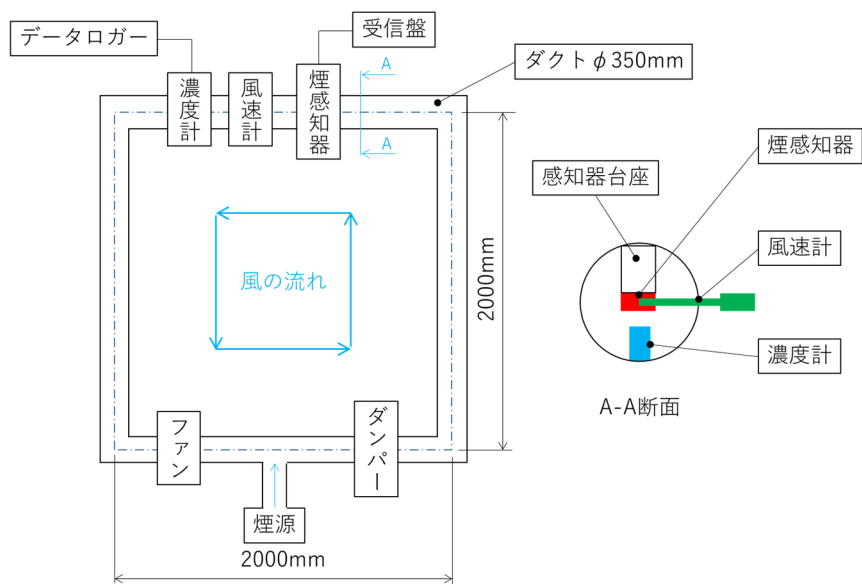 データロガー
受信盤
ダクトφ350mm
濃度計
風速計
煙感知器
A
A
煙感知器
感知器台座
風速計
風の流れ
2000mm
濃度計
A-A断面
ファン
ダンパー
煙源
2000mm